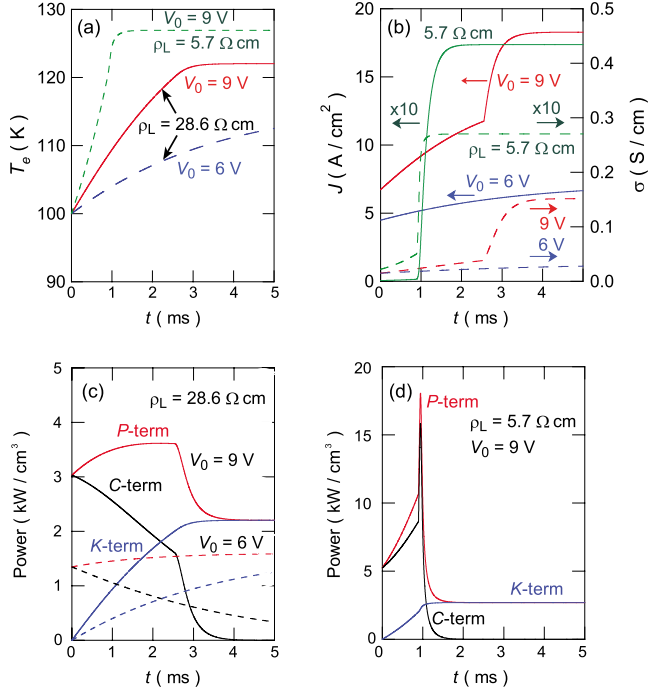 (a)
V0 = 9 V
ρL = 5.7 Ω cm
V0 = 9 V
ρL = 28.6 Ω cm
V0 = 6 V
Te ( K )
130
120
110
100
90
0 1 2 3 4 5
t ( ms )
(b)
5.7 Ω cm
V0 = 9 V
x10
x10
ρL = 5.7 Ω cm
V0 = 6 V
9 V
6 V
J ( A / cm2 )
20
15
10
5
0
σ ( S / cm )
0.5
0.4
0.3
0.2
0.1
0.0
0 1 2 3 4 5
t ( ms )
(c)
ρL = 28.6 Ω cm
P-term
V0 = 9 V
C-term
K-term
V0 = 6 V
Power ( kW / cm3 )
5
4
3
2
1
0
0 1 2 3 4 5
t ( ms )
(d)
P-term
ρL = 5.7 Ω cm
V0 = 9 V
K-term
C-term
Power ( kW / cm3 )
20
15
10
5
0
0 1 2 3 4 5
t ( ms )